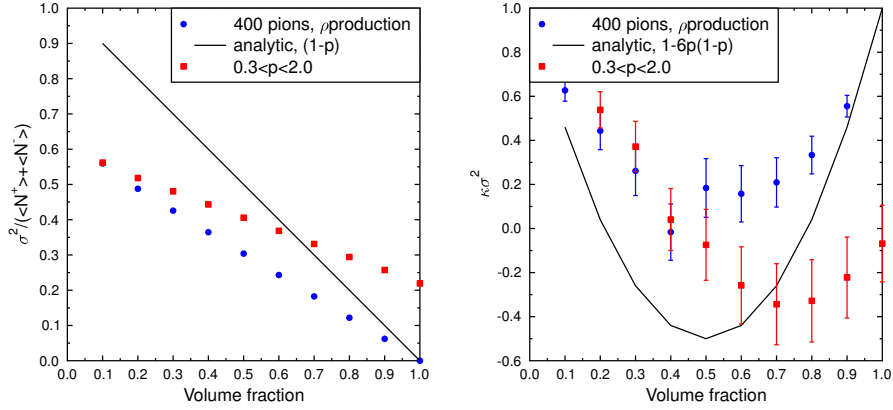 400 pions, ρproduction
analytic, (1-p)
0.3<p<2.0
σ²/(<N⁺>+<N⁻>)
1.0
0.9
0.8
0.7
0.6
0.5
0.4
0.3
0.2
0.1
0.0
0.0 0.1 0.2 0.3 0.4 0.5 0.6 0.7 0.8 0.9 1.0
Volume fraction
400 pions, ρproduction
analytic, 1-6p(1-p)
0.3<p<2.0
κσ²
1.0
0.8
0.6
0.4
0.2
0.0
-0.2
-0.4
-0.6
0.0 0.1 0.2 0.3 0.4 0.5 0.6 0.7 0.8 0.9 1.0
Volume fraction